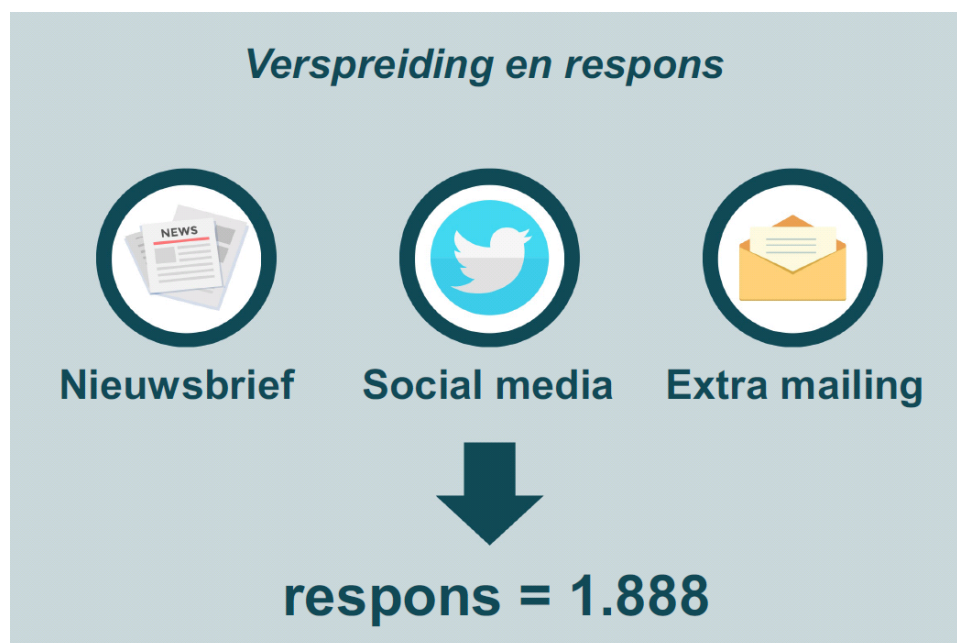 Verspreiding en respons
NEWS
Nieuwsbrief
Social media
Extra mailing
respons = 1.888